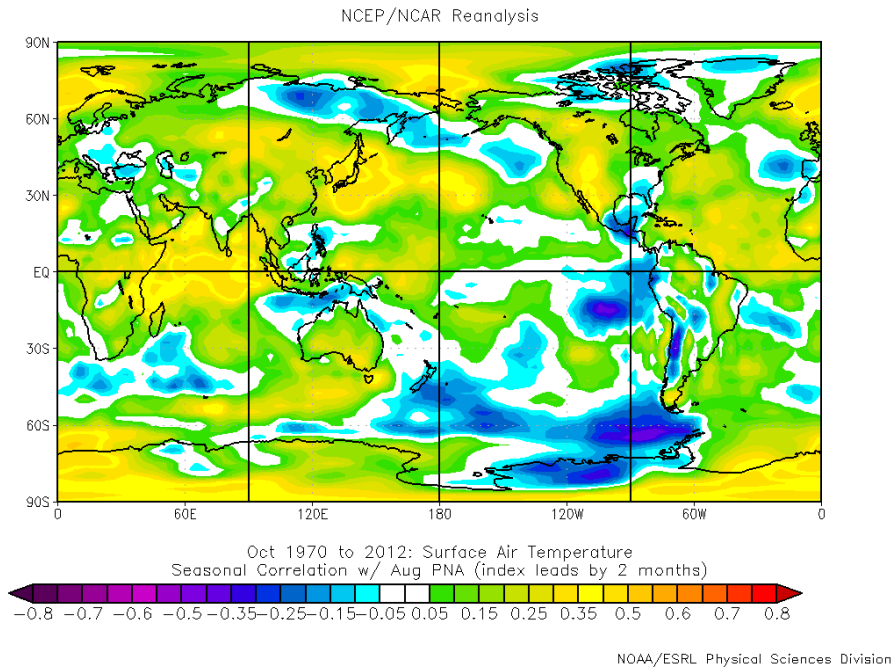 NCEP/NCAR Reanalysis
90N
60N
30N
EQ
30S
60S
90S
0 60E 120E 180 120W 60W 0
Oct 1970 to 2012: Surface Air Temperature
Seasonal Correlation w/ Aug PNA (index leads by 2 months)
-0.8 -0.7 -0.6 -0.5 -0.35 -0.25 -0.15 -0.05 0.05 0.15 0.25 0.35 0.5 0.6 0.7 0.8
NOAA/ESRL Physical Sciences Division